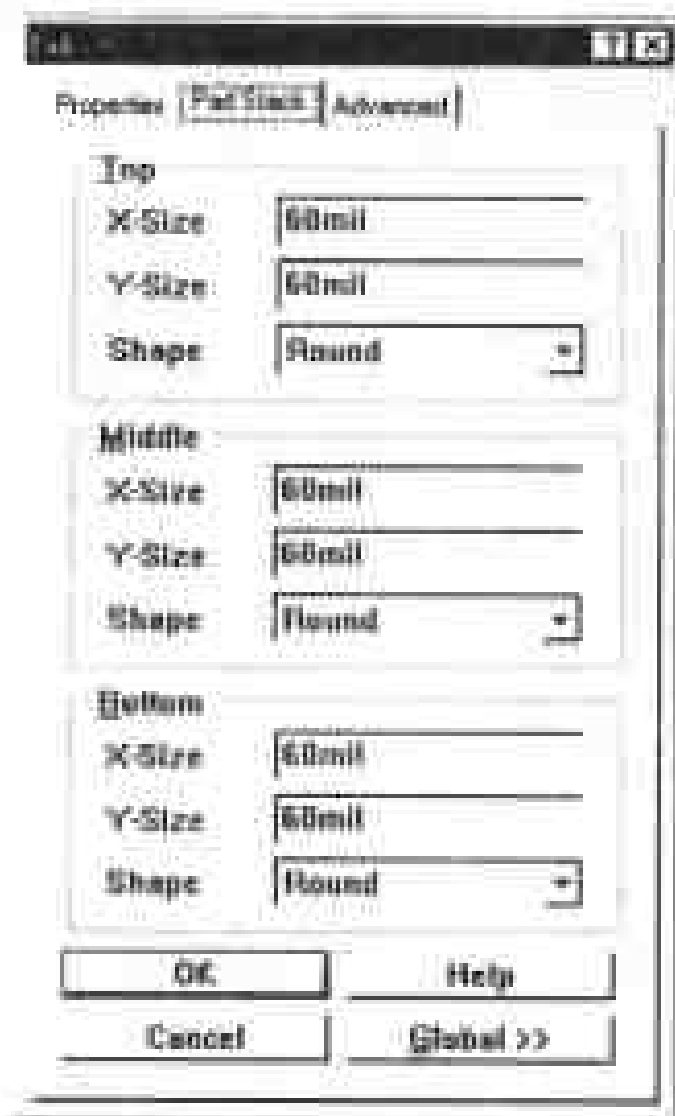 ? X
Properties Pad Stack Advanced
Top
X-Size 60mil
Y-Size 60mil
Shape Round
Middle
X-Size 60mil
Y-Size 60mil
Shape Round
Bottom
X-Size 60mil
Y-Size 60mil
Shape Round
OK Help
Cancel Global >>